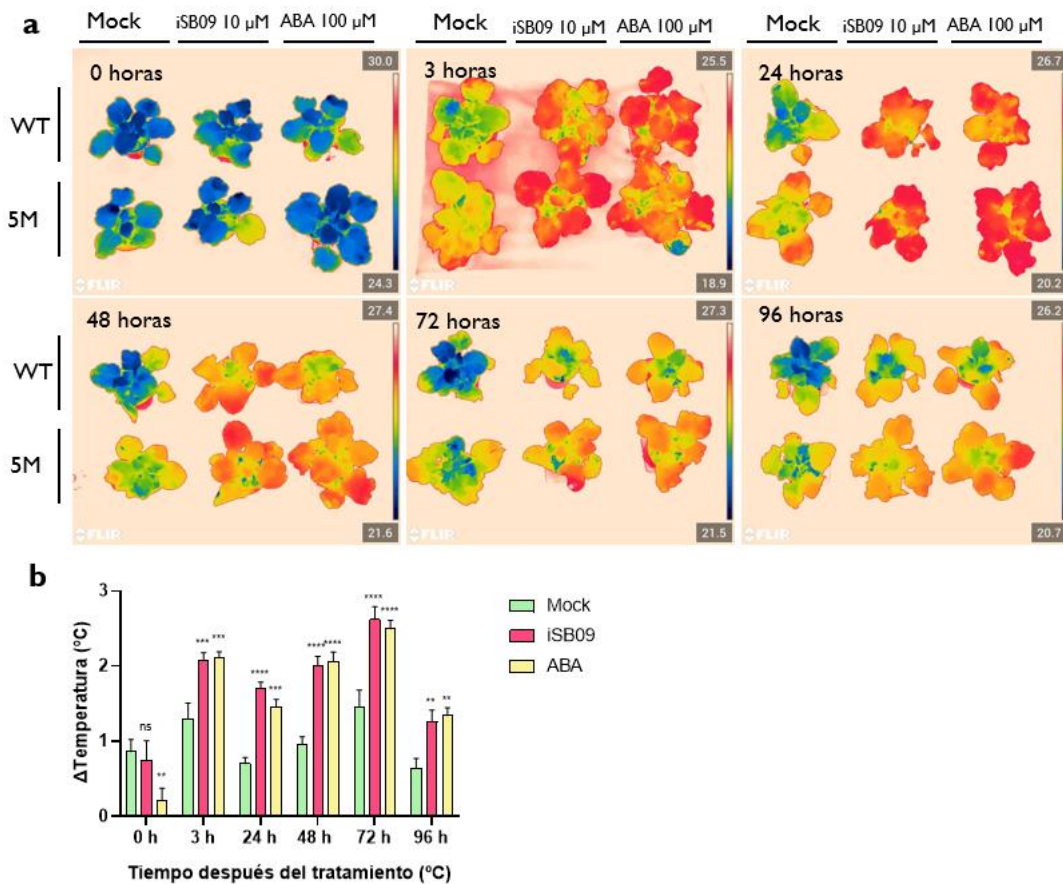 a
Mock iSB09 10 µM ABA 100 µM Mock iSB09 10 µM ABA 100 µM Mock iSB09 10 µM ABA 100 µM
0 horas 30.0 3 horas 25.5 24 horas 26.7
WT
5M
FLIR 24.3 FLIR 18.9 FLIR 20.2
48 horas 27.4 72 horas 27.3 96 horas 26.2
WT
5M
FLIR 21.6 FLIR 21.5 FLIR 20.7
b
ΔTemperatura (ºC)
3
2
1
0
ns ** *** *** **** *** **** **** **** **** ** **
0 h 3 h 24 h 48 h 72 h 96 h
Tiempo después del tratamiento (ºC)
Mock
iSB09
ABA